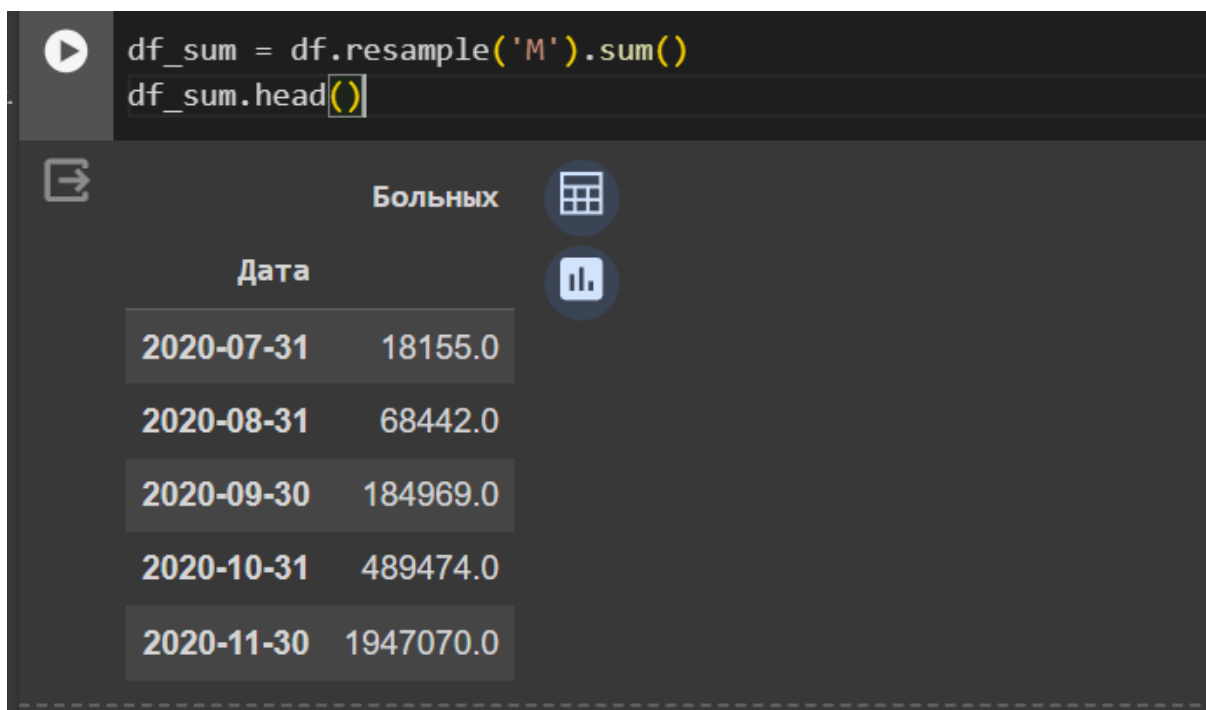 df_sum = df.resample('M').sum()
df_sum.head()
Больных
Дата
2020-07-31 18155.0
2020-08-31 68442.0
2020-09-30 184969.0
2020-10-31 489474.0
2020-11-30 1947070.0